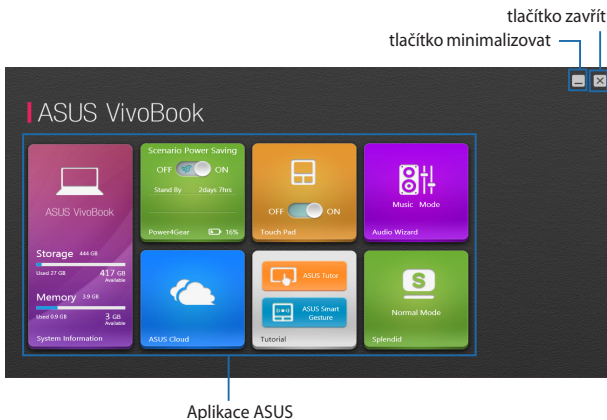 tlačítko zavřít
tlačítko minimalizovat
ASUS VivoBook
ASUS VivoBook
Storage 444 GB
Used 27 GB 417 GB
Available
Memory 3.9 GB
Used 0.9 GB 3 GB
Available
System Information
Scenario Power Saving
OFF ON
Stand By 2days 7hrs
Power4Gear 16%
OFF ON
Touch Pad
Music Mode
Audio Wizard
ASUS Cloud
ASUS Tutor
ASUS Smart
Gesture
Tutorial
S
Normal Mode
Splendid
Aplikace ASUS